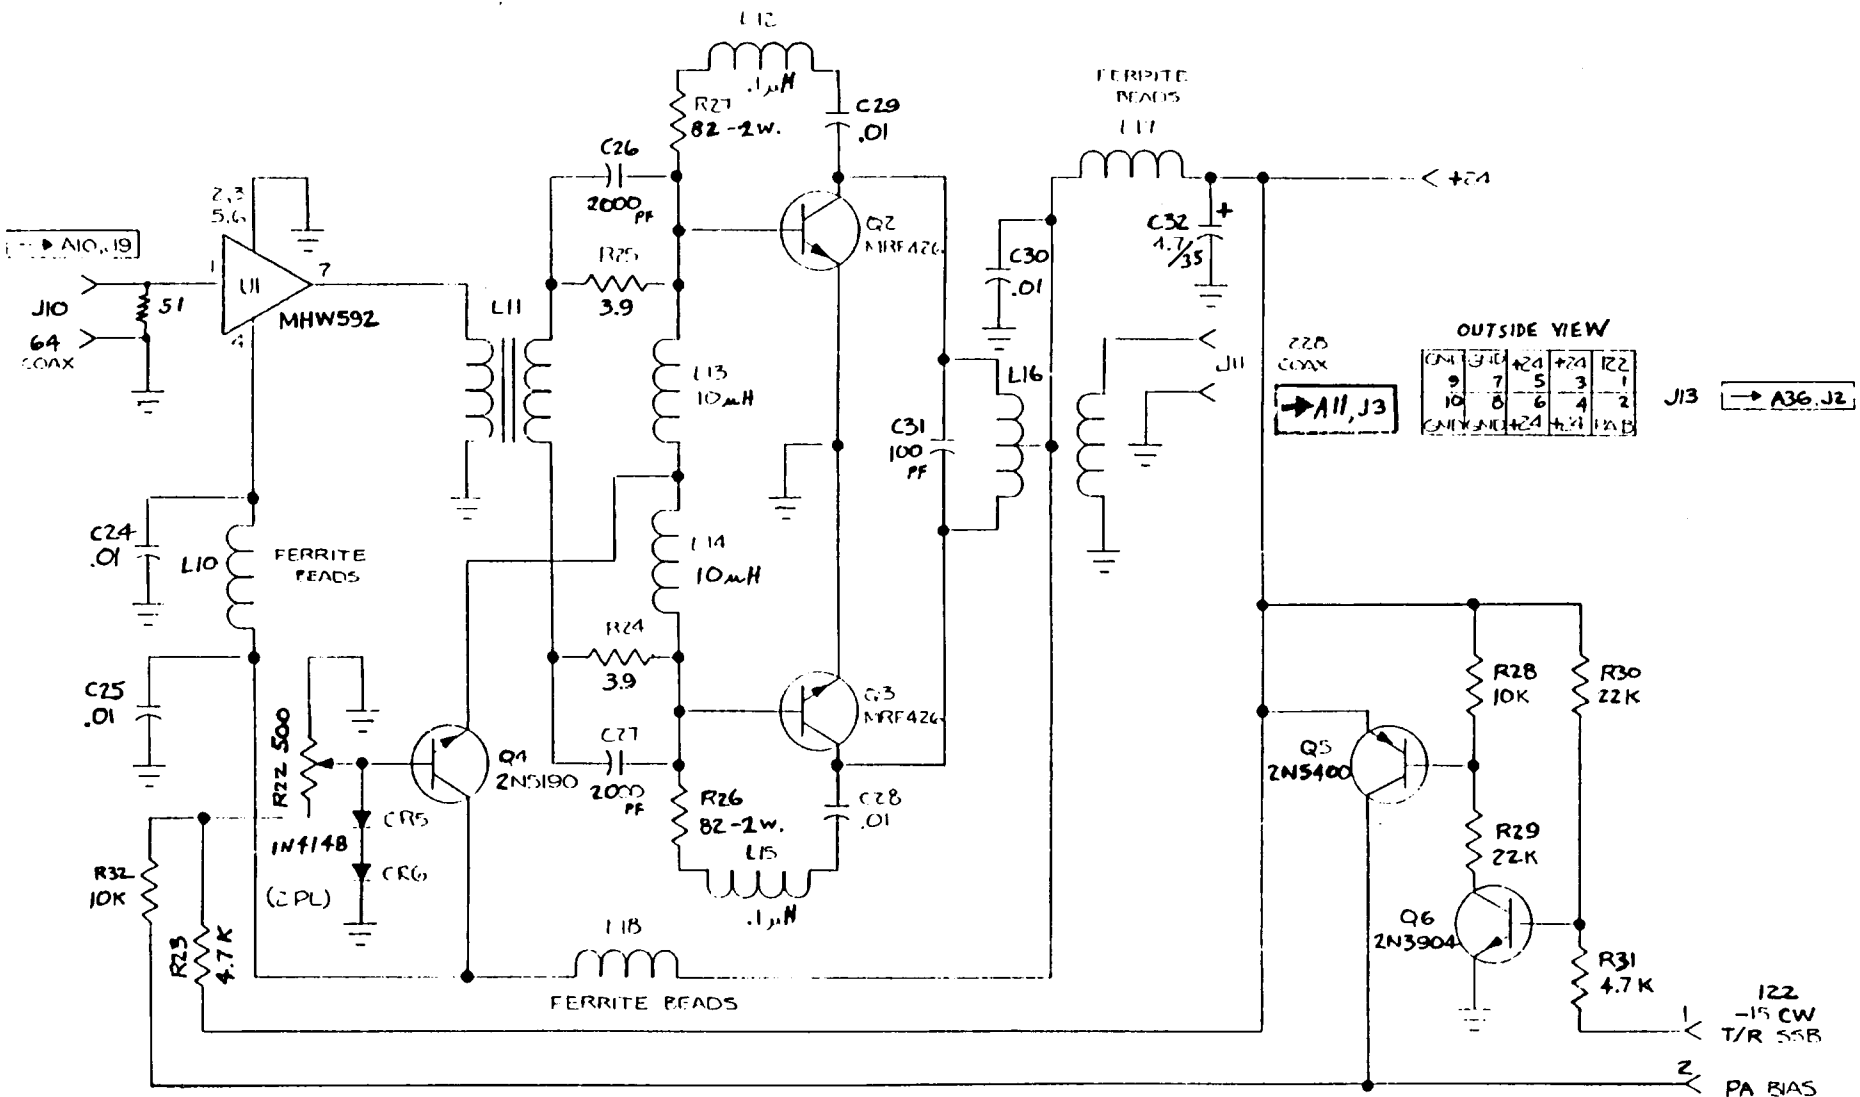 L12
.1μH
R27
82-2W.
C29
.01
FERRITE
BEADS
L17
C26
2000 PF
2,3
5,6
+24
→ A10, J9
J10
64
COAX
51
1
U1
7
4
MHW592
Q2
MRF426
R25
3.9
C30
.01
C32
4.7/35
+
L11
L13
10μH
L16
J11
228
COAX
→ A11, J3
OUTSIDE VIEW
GND GND +24 +24 122
9 7 5 3 1
10 8 6 4 2
GND GND +24 +24 PAB
J13
→ A36, J2
C31
100
PF
C24
.01
L10
FERRITE
BEADS
L14
10μH
R24
3.9
C25
.01
R22 500
Q4
2N5190
C27
2000 PF
Q3
MRF426
R28
10K
R30
22K
Q5
2N5400
CR5
1N4148
CR6
(2 PL)
R26
82-2W.
L15
.1μH
C28
.01
R29
22K
R32
10K
R23
4.7K
L18
FERRITE BEADS
Q6
2N3904
R31
4.7K
1
122
-15 CW
T/R SSB
2
PA BIAS